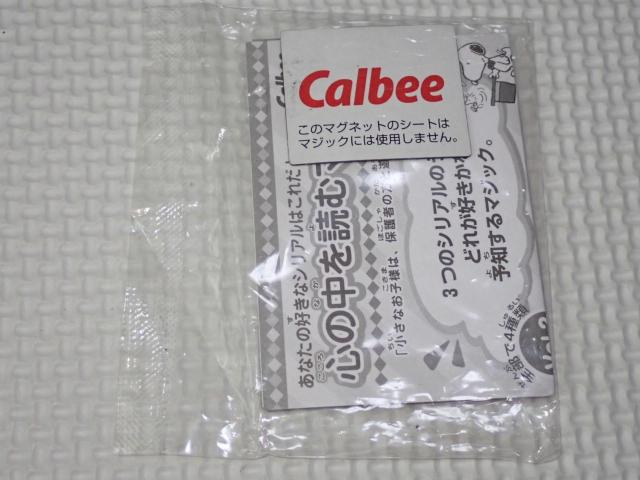 Calbee
このマグネットのシートは
マジックには使用しません。
あなたの好きなシリアルはこれだ
心の中を読む
「小さなお子様は、保護者の方に
3つのシリアルの
どれが好きか
予知するマジック。
全部で4種類